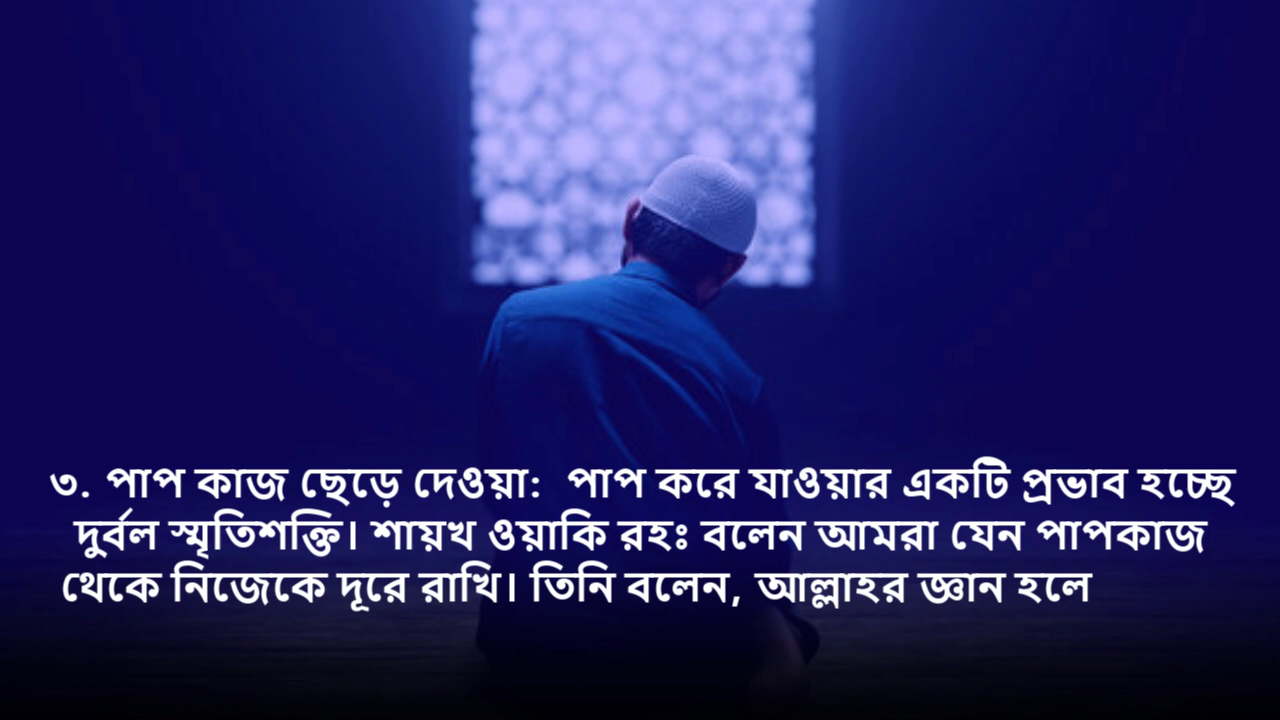 ৩. পাপ কাজ ছেড়ে দেওয়া: পাপ করে যাওয়ার একটি প্রভাব হচ্ছে
দুর্বল স্মৃতিশক্তি। শায়খ ওয়াকি রহঃ বলেন আমরা যেন পাপকাজ
থেকে নিজেকে দূরে রাখি। তিনি বলেন, আল্লাহর জ্ঞান হলে